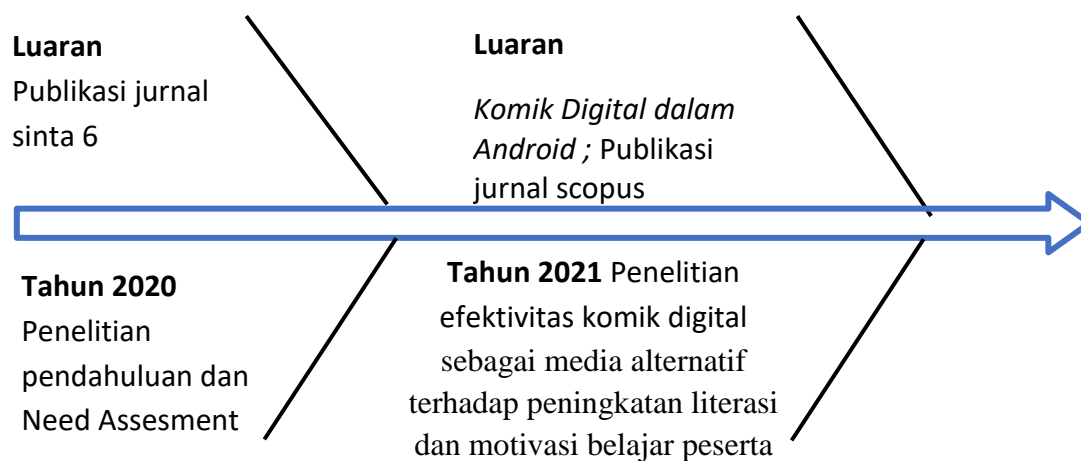 Luaran
Publikasi jurnal
sinta 6
Luaran
Komik Digital dalam
Android ; Publikasi
jurnal scopus
Tahun 2020
Penelitian
pendahuluan dan
Need Assesment
Tahun 2021 Penelitian
efektivitas komik digital
sebagai media alternatif
terhadap peningkatan literasi
dan motivasi belajar peserta